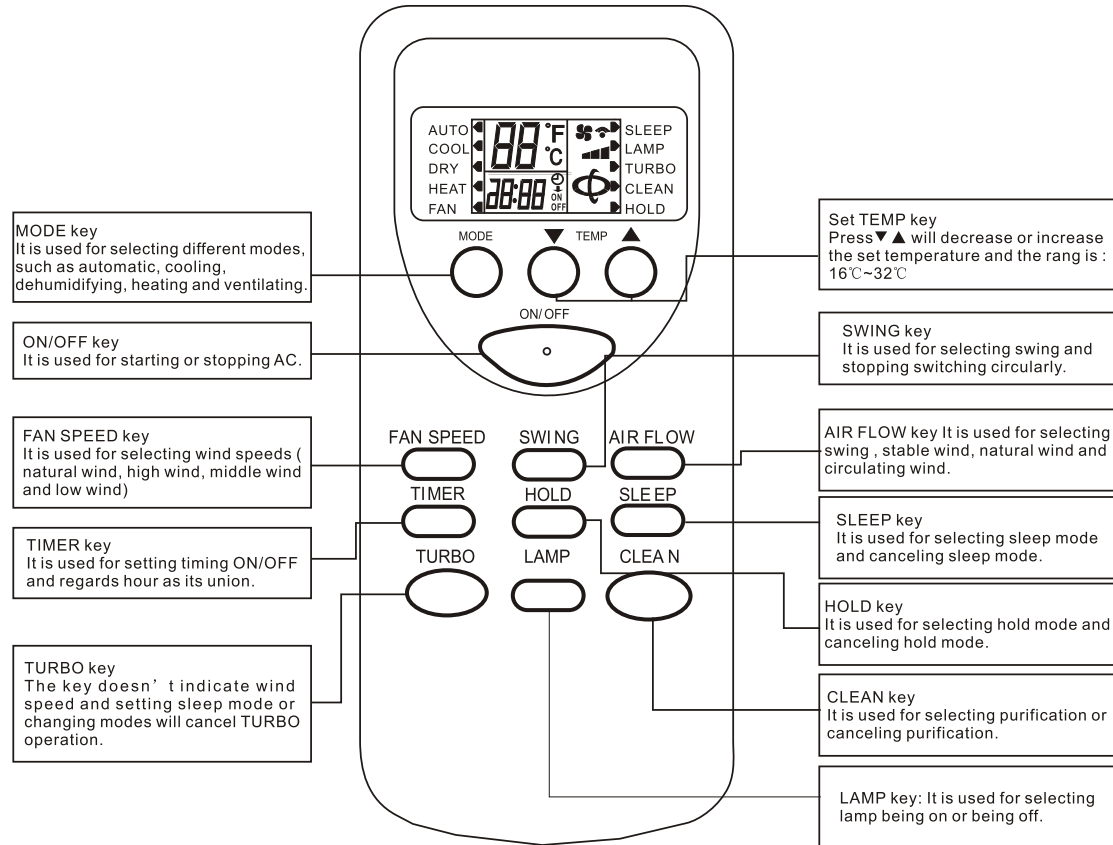 AUTO
COOL
DRY
HEAT
FAN
88 °F
°C
28:88 ON
OFF
SLEEP
LAMP
TURBO
CLEAN
HOLD
MODE ▼ TEMP ▲
ON/OFF
FAN SPEED SWING AIR FLOW
TIMER HOLD SLEEP
TURBO LAMP CLEAN
MODE key
It is used for selecting different modes,
such as automatic, cooling,
dehumidifying, heating and ventilating.
ON/OFF key
It is used for starting or stopping AC.
FAN SPEED key
It is used for selecting wind speeds (
natural wind, high wind, middle wind
and low wind)
TIMER key
It is used for setting timing ON/OFF
and regards hour as its union.
TURBO key
The key doesn't indicate wind
speed and setting sleep mode or
changing modes will cancel TURBO
operation.
Set TEMP key
Press▼ ▲ will decrease or increase
the set temperature and the rang is :
16℃~32℃
SWING key
It is used for selecting swing and
stopping switching circularly.
AIR FLOW key It is used for selecting
swing , stable wind, natural wind and
circulating wind.
SLEEP key
It is used for selecting sleep mode
and canceling sleep mode.
HOLD key
It is used for selecting hold mode and
canceling hold mode.
CLEAN key
It is used for selecting purification or
canceling purification.
LAMP key: It is used for selecting
lamp being on or being off.